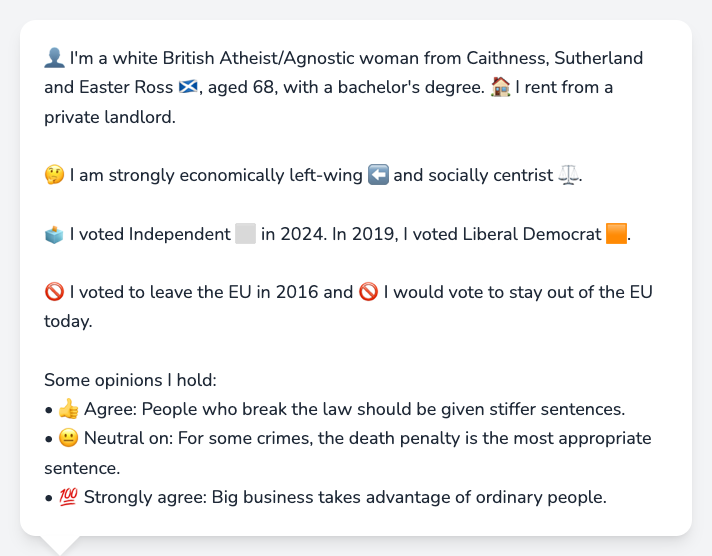 👤 I'm a white British Atheist/Agnostic woman from Caithness, Sutherland
and Easter Ross 🏴󠁧󠁢󠁳󠁣󠁴󠁿, aged 68, with a bachelor's degree. 🏠 I rent from a
private landlord.
🤔 I am strongly economically left-wing ⬅️ and socially centrist ⚖️.
🗳️ I voted Independent ⬜ in 2024. In 2019, I voted Liberal Democrat 🟧.
🚫 I voted to leave the EU in 2016 and 🚫 I would vote to stay out of the EU
today.
Some opinions I hold:
• 👍 Agree: People who break the law should be given stiffer sentences.
• 😐 Neutral on: For some crimes, the death penalty is the most appropriate
sentence.
• 💯 Strongly agree: Big business takes advantage of ordinary people.